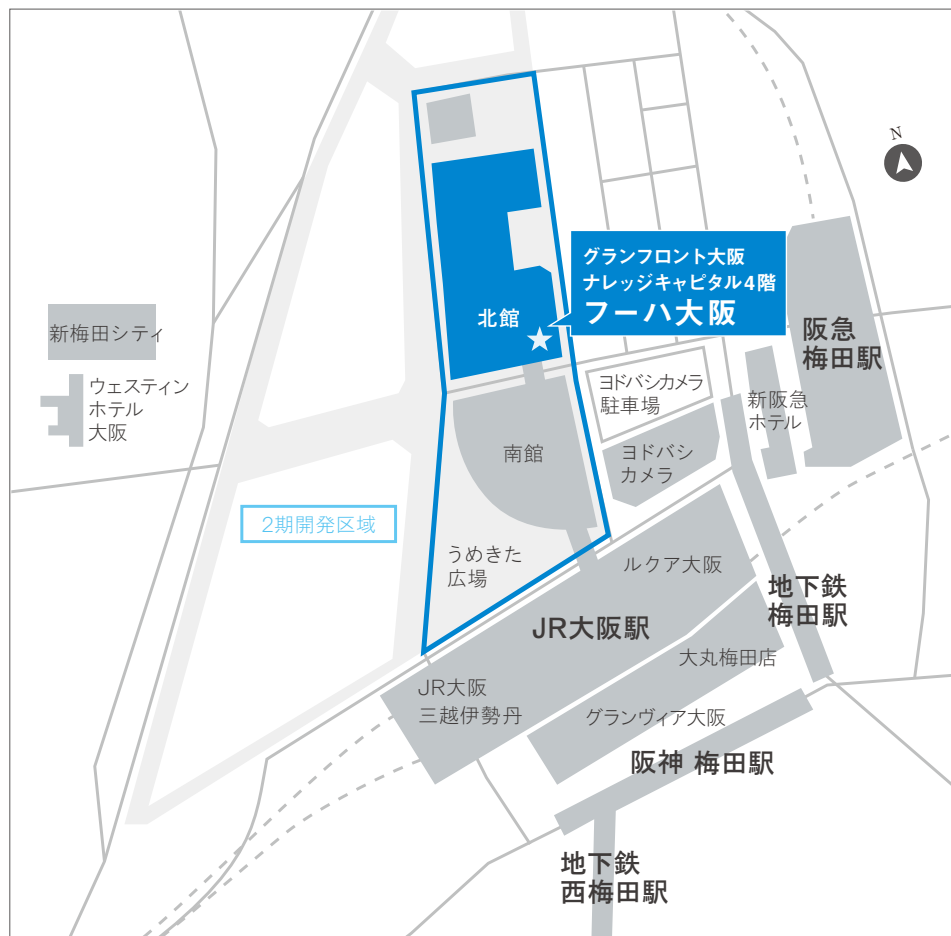 N
グランフロント大阪
ナレッジキャピタル4階
フーハ大阪
北館
新梅田シティ
ウェスティン
ホテル
大阪
阪急
梅田駅
ヨドバシカメラ
駐車場
新阪急
ホテル
南館
ヨドバシ
カメラ
2期開発区域
うめきた
広場
ルクア大阪
地下鉄
梅田駅
JR大阪駅
大丸梅田店
JR大阪
三越伊勢丹
グランヴィア大阪
阪神 梅田駅
地下鉄
西梅田駅